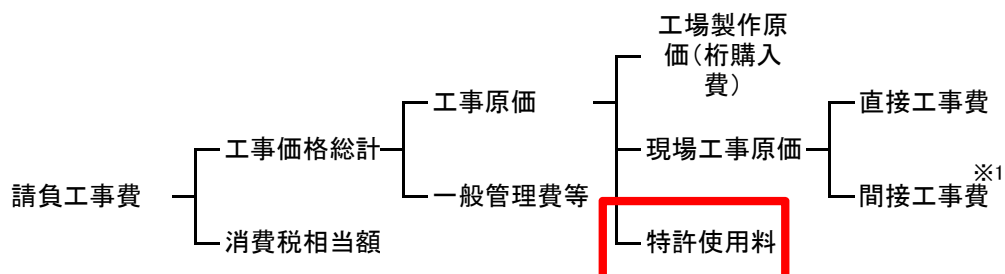 工場製作原
価(桁購入
費)
工事原価
直接工事費
工事価格総計
現場工事原価
※1
請負工事費
一般管理費等
間接工事費
消費税相当額
特許使用料